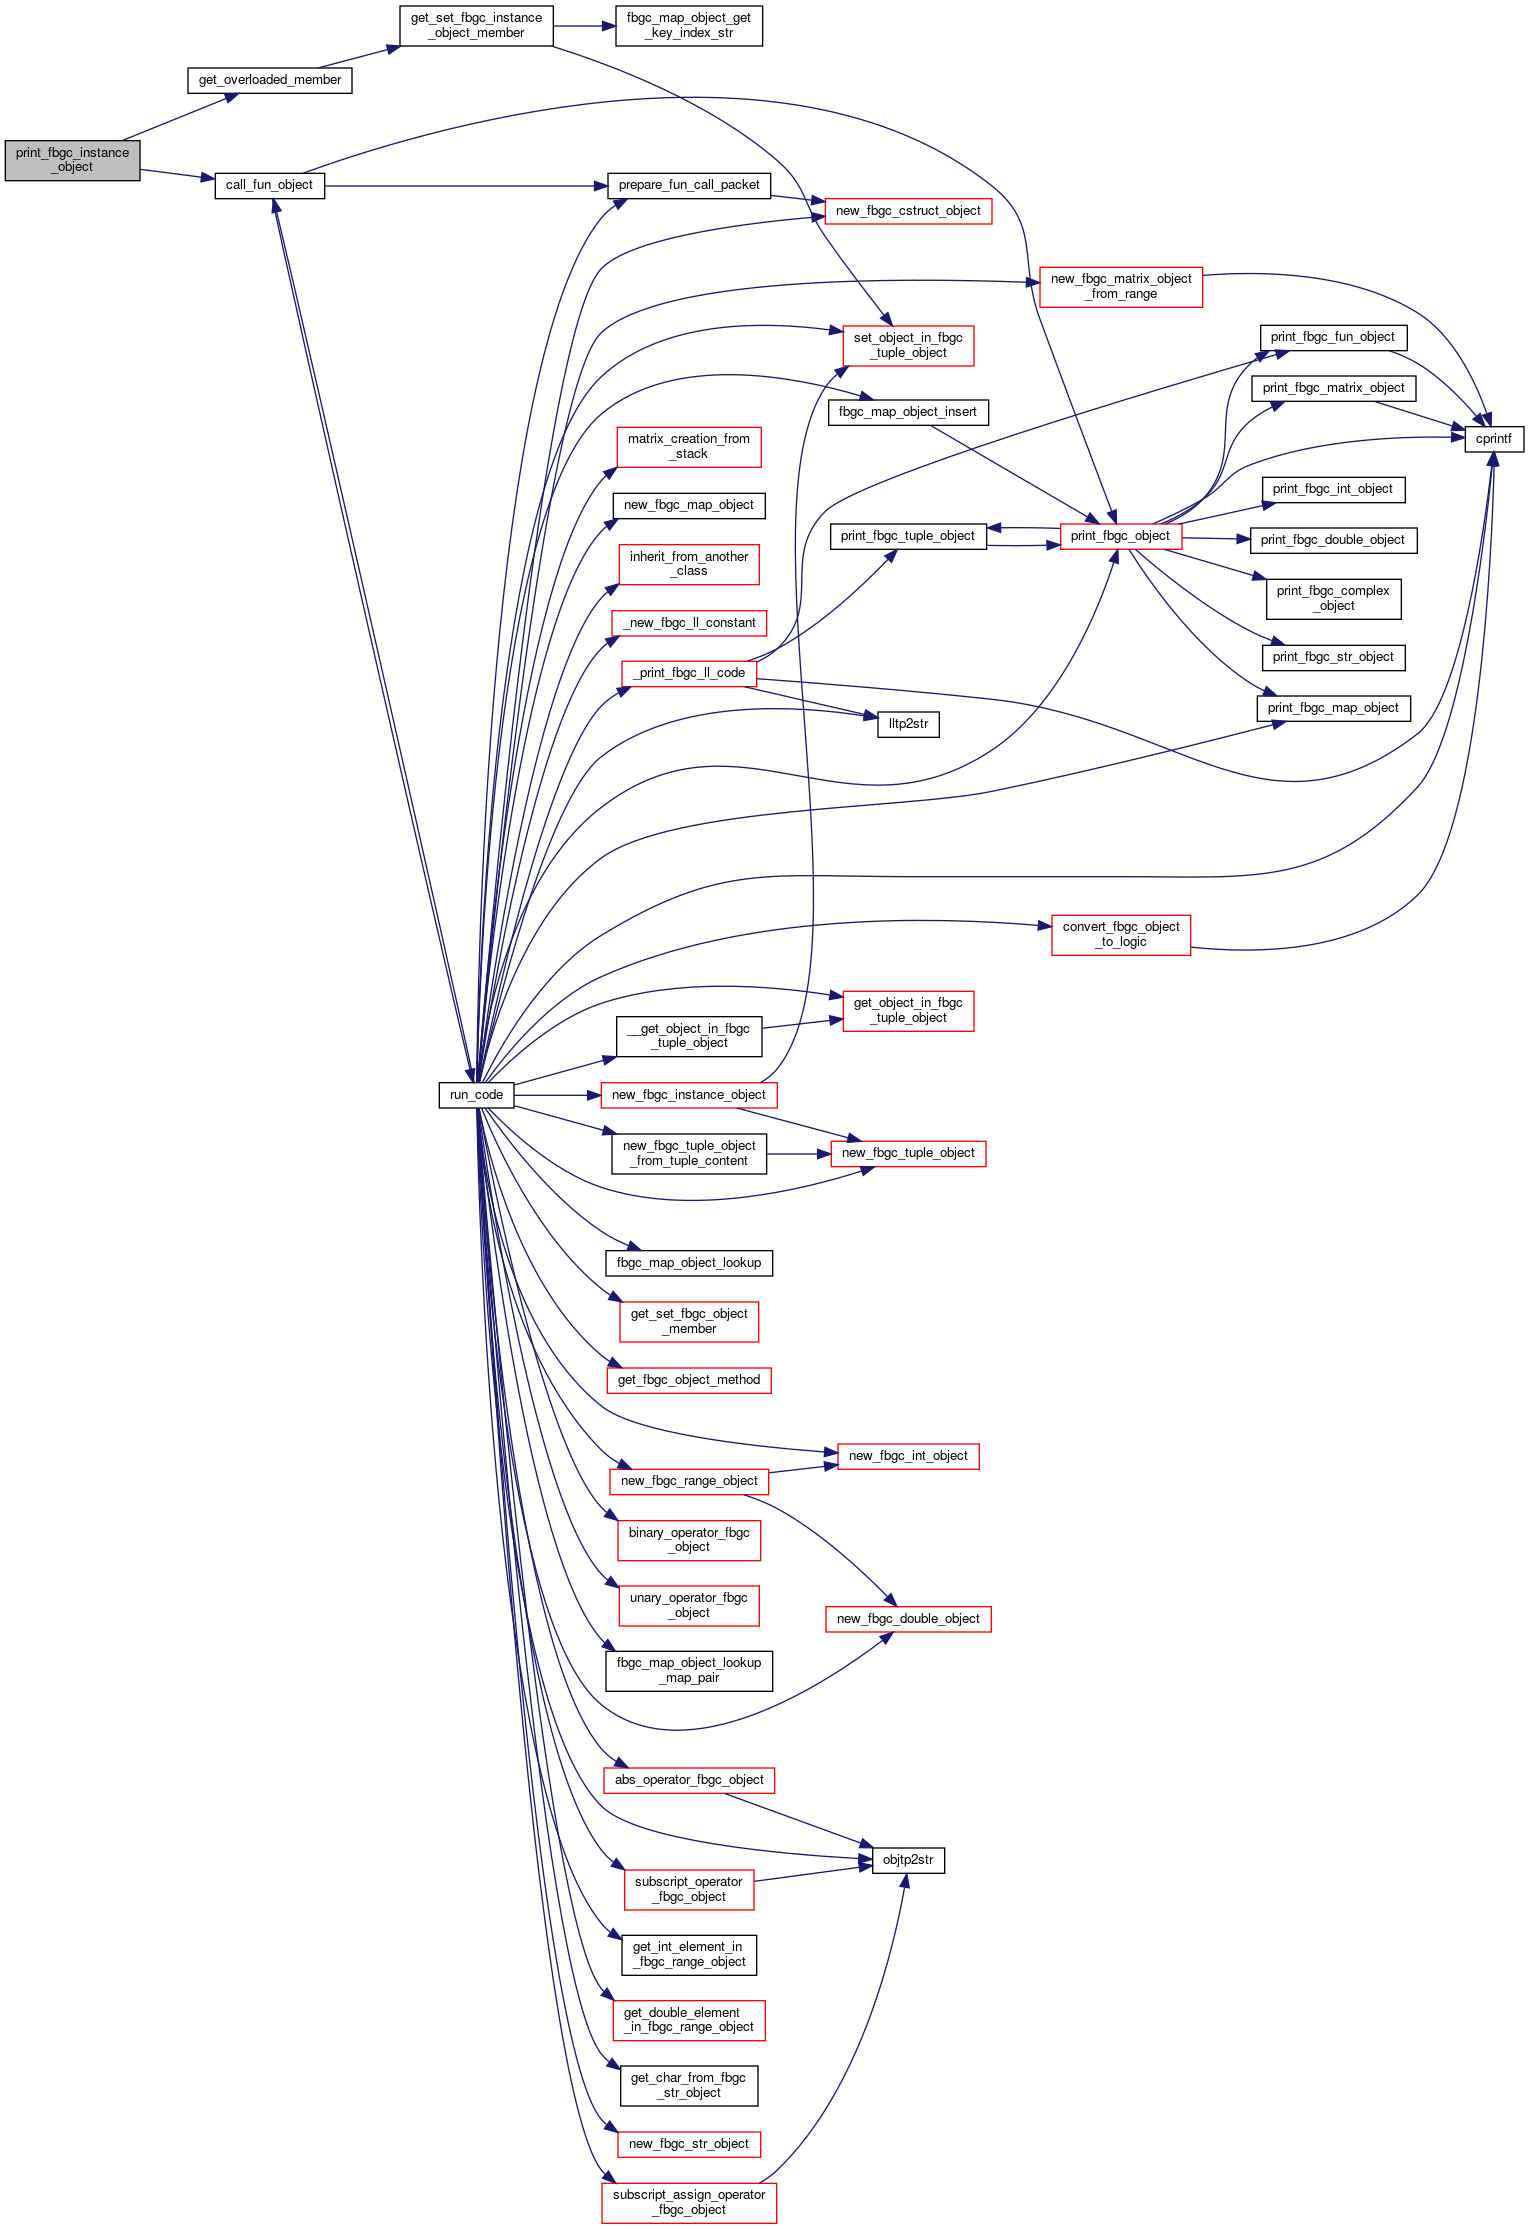 get_set_fbgc_instance
_object_member
fbgc_map_object_get
_key_index_str
get_overloaded_member
print_fbgc_instance
_object
call_fun_object
prepare_fun_call_packet
new_fbgc_cstruct_object
new_fbgc_matrix_object
_from_range
set_object_in_fbgc
_tuple_object
print_fbgc_fun_object
print_fbgc_matrix_object
fbgc_map_object_insert
cprintf
matrix_creation_from
_stack
new_fbgc_map_object
print_fbgc_int_object
print_fbgc_tuple_object
print_fbgc_object
print_fbgc_double_object
inherit_from_another
_class
print_fbgc_complex
_object
_new_fbgc_ll_constant
print_fbgc_str_object
_print_fbgc_ll_code
print_fbgc_map_object
lltp2str
convert_fbgc_object
_to_logic
get_object_in_fbgc
_tuple_object
__get_object_in_fbgc
_tuple_object
run_code
new_fbgc_instance_object
new_fbgc_tuple_object
_from_tuple_content
new_fbgc_tuple_object
fbgc_map_object_lookup
get_set_fbgc_object
_member
get_fbgc_object_method
new_fbgc_int_object
new_fbgc_range_object
binary_operator_fbgc
_object
unary_operator_fbgc
_object
new_fbgc_double_object
fbgc_map_object_lookup
_map_pair
abs_operator_fbgc_object
objtp2str
subscript_operator
_fbgc_object
get_int_element_in
_fbgc_range_object
get_double_element
_in_fbgc_range_object
get_char_from_fbgc
_str_object
new_fbgc_str_object
subscript_assign_operator
_fbgc_object